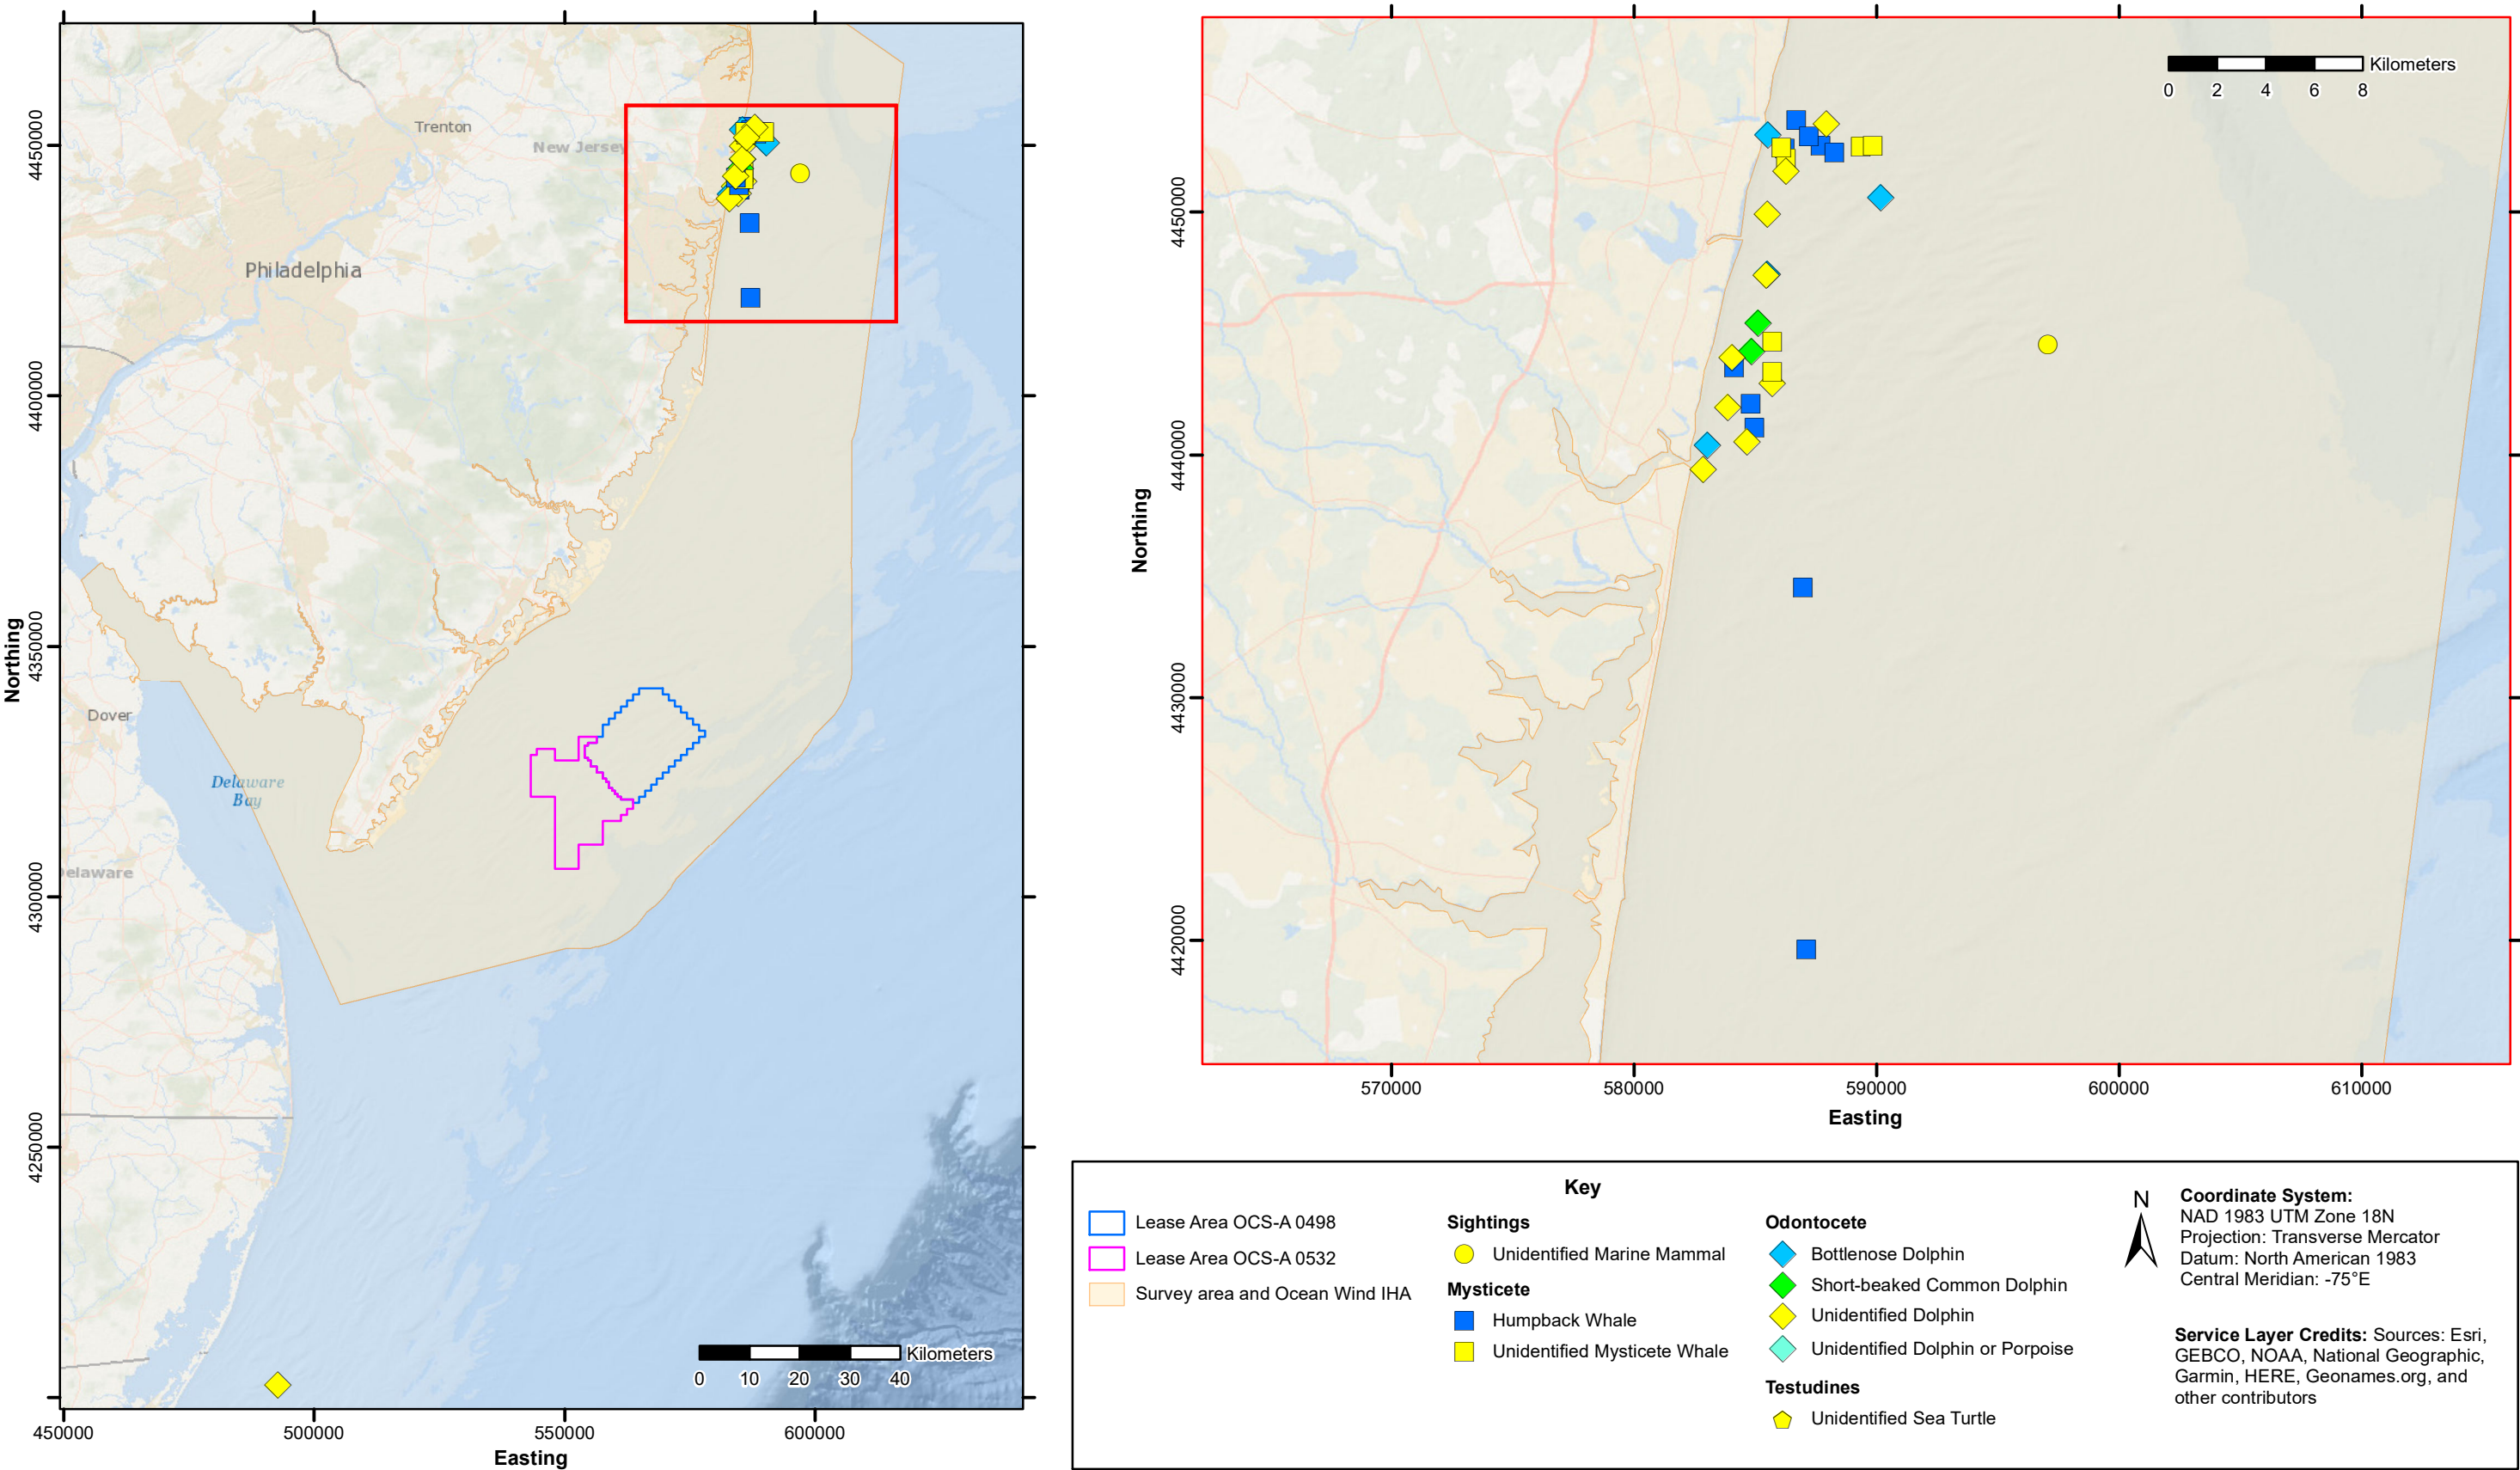 Trenton
New Jersey
Philadelphia
Dover
Delaware
Bay
Delaware
4450000
4400000
4350000
4300000
4250000
4200000
Northing
450000
500000
550000
600000
Easting
Kilometers
0
10
20
30
40
Kilometers
0
2
4
6
8
4450000
4440000
4430000
4420000
Northing
570000
580000
590000
600000
610000
Easting
Key
Lease Area OCS-A 0498
Lease Area OCS-A 0532
Survey area and Ocean Wind IHA
Sightings
Unidentified Marine Mammal
Mysticete
Humpback Whale
Unidentified Mysticete Whale
Odontocete
Bottlenose Dolphin
Short-beaked Common Dolphin
Unidentified Dolphin
Unidentified Dolphin or Porpoise
Testudines
Unidentified Sea Turtle
N
Coordinate System:
NAD 1983 UTM Zone 18N
Projection: Transverse Mercator
Datum: North American 1983
Central Meridian: -75°E
Service Layer Credits: Sources: Esri,
GEBCO, NOAA, National Geographic,
Garmin, HERE, Geonames.org, and
other contributors